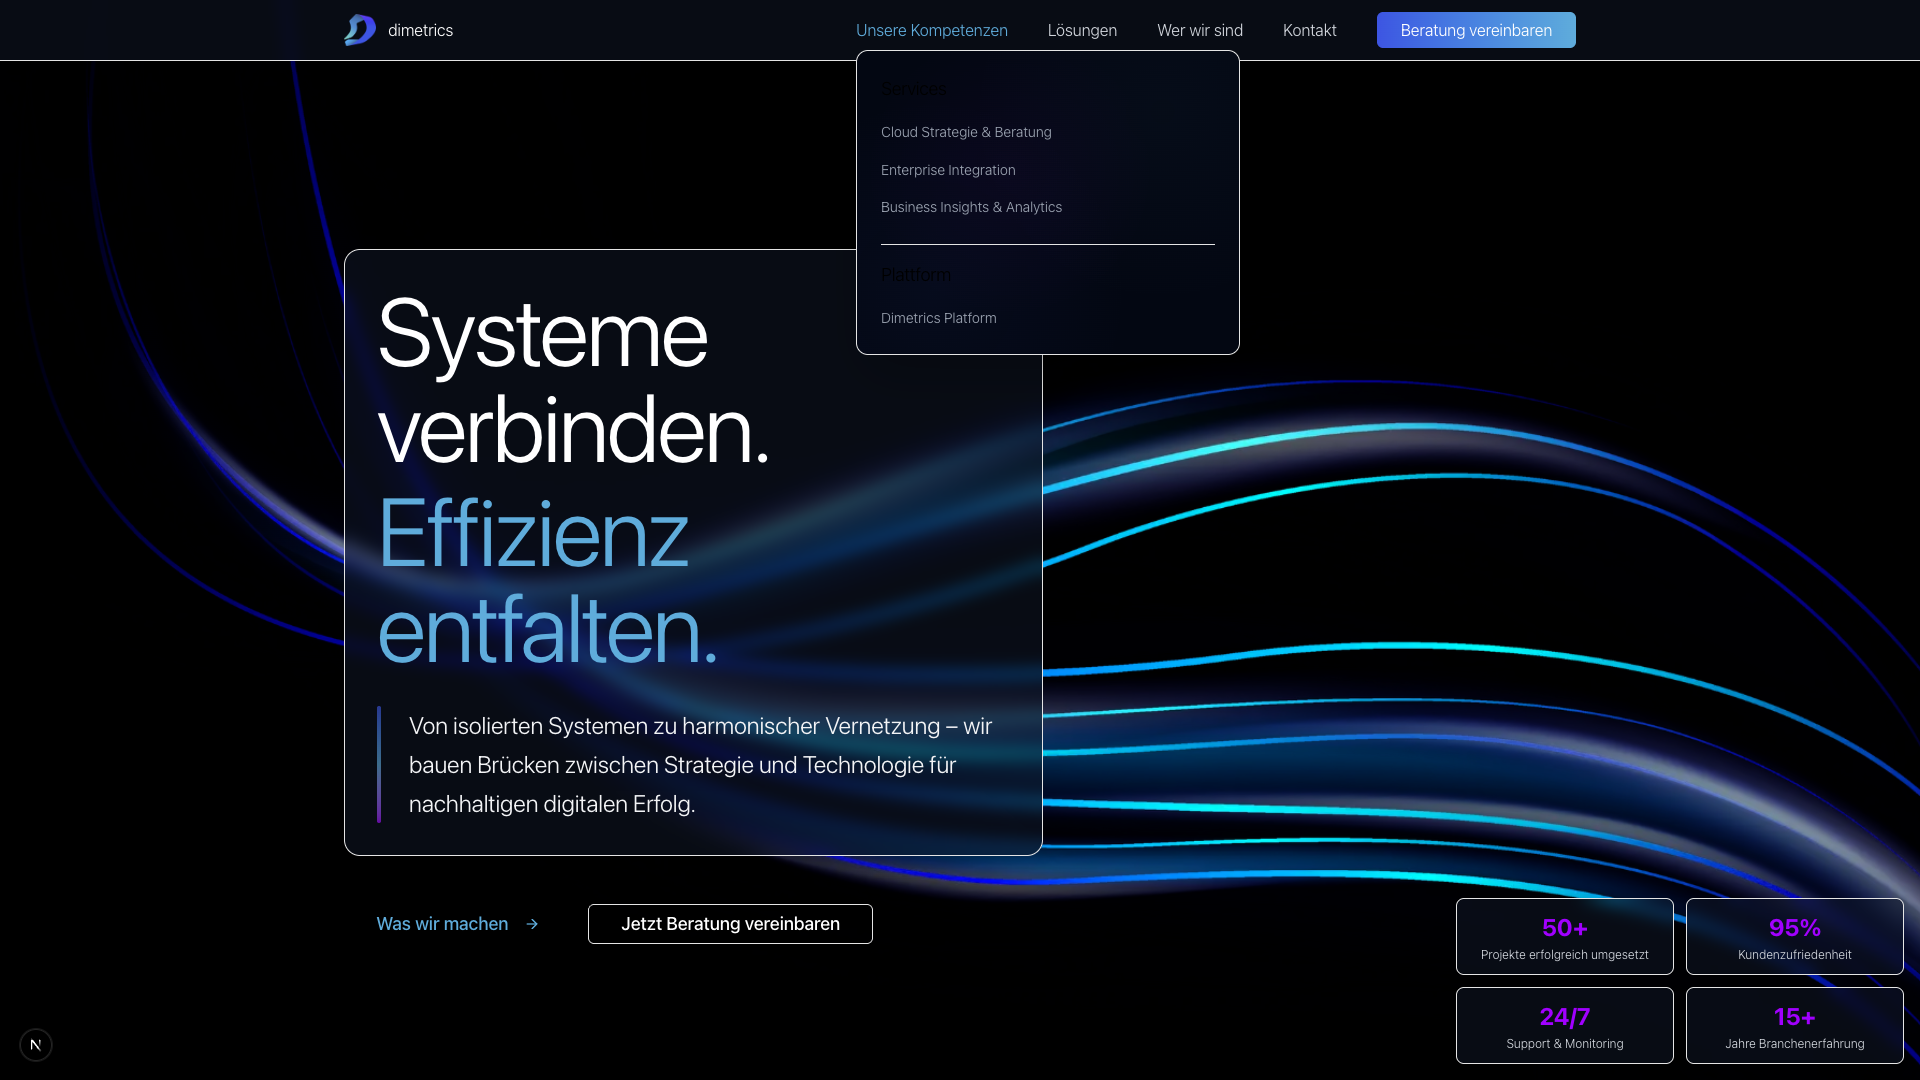 dimetrics
Unsere Kompetenzen
Lösungen
Wer wir sind
Kontakt
Beratung vereinbaren
Services
Cloud Strategie & Beratung
Enterprise Integration
Business Insights & Analytics
Plattform
Dimetrics Platform
Systeme
verbinden.
Effizienz
entfalten.
Von isolierten Systemen zu harmonischer Vernetzung – wir
bauen Brücken zwischen Strategie und Technologie für
nachhaltigen digitalen Erfolg.
Was wir machen →
Jetzt Beratung vereinbaren
50+
Projekte erfolgreich umgesetzt
95%
Kundenzufriedenheit
24/7
Support & Monitoring
15+
Jahre Branchenerfahrung
N